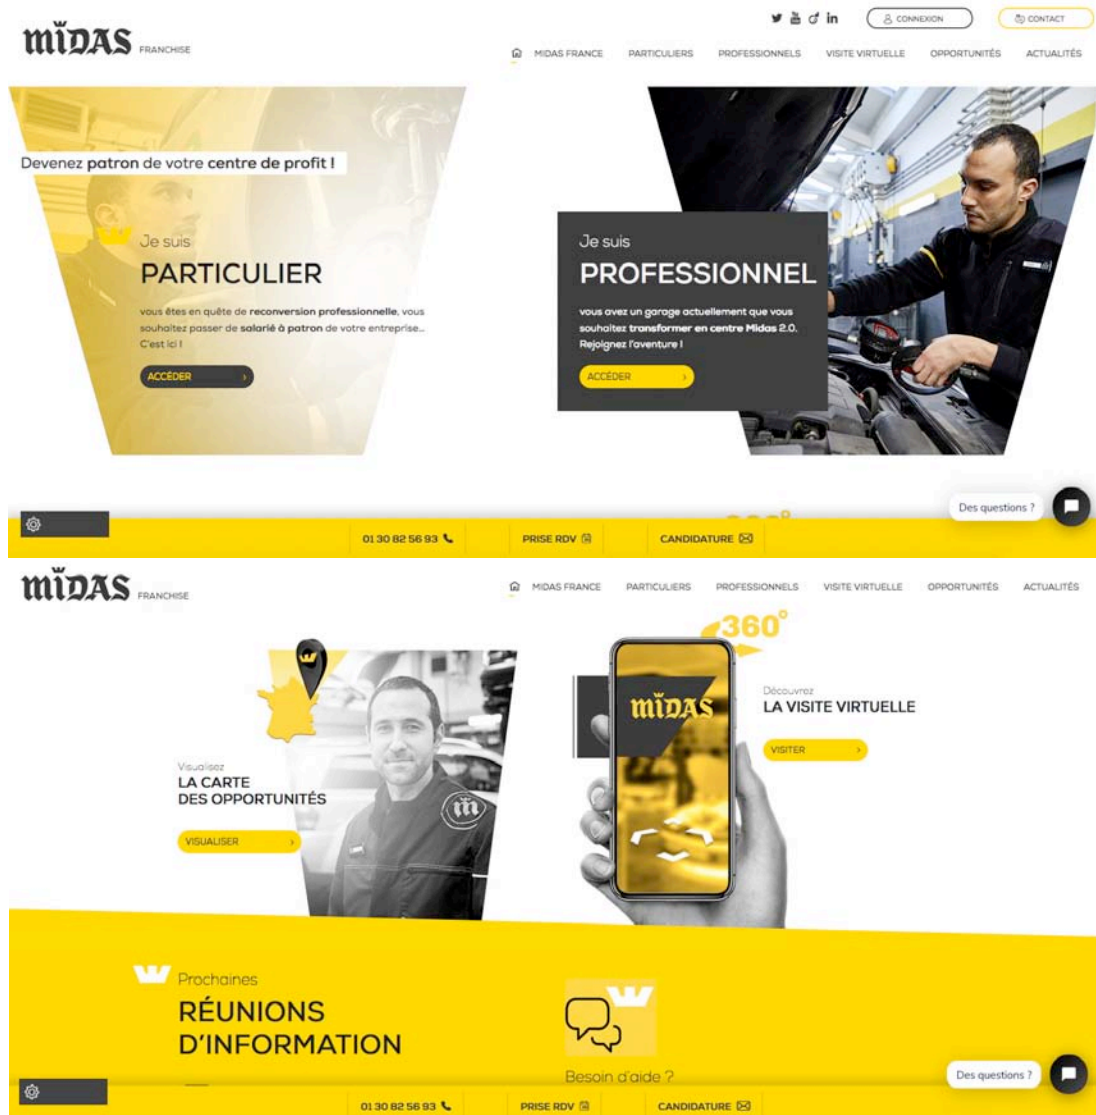 MIDAS FRANCHISE
CONNEXION
CONTACT
MIDAS FRANCE PARTICULIERS PROFESSIONNELS VISITE VIRTUELLE OPPORTUNITÉS ACTUALITÉS
Devenez patron de votre centre de profit !
Je suis
PARTICULIER
vous êtes en quête de reconversion professionnelle, vous
souhaitez passer de salarié à patron de votre entreprise...
C'est ici !
ACCÉDER
Je suis
PROFESSIONNEL
vous avez un garage actuellement que vous
souhaitez transformer en centre Midas 2.0.
Rejoignez l'aventure !
ACCÉDER
Des questions ?
01 30 82 56 93 PRISE RDV CANDIDATURE
MIDAS FRANCHISE
MIDAS FRANCE PARTICULIERS PROFESSIONNELS VISITE VIRTUELLE OPPORTUNITÉS ACTUALITÉS
360°
MIDAS
Visualisez
LA CARTE
DES OPPORTUNITÉS
VISUALISER
Découvrez
LA VISITE VIRTUELLE
VISITER
Prochaines
RÉUNIONS
D'INFORMATION
Besoin d'aide ?
Des questions ?
01 30 82 56 93 PRISE RDV CANDIDATURE